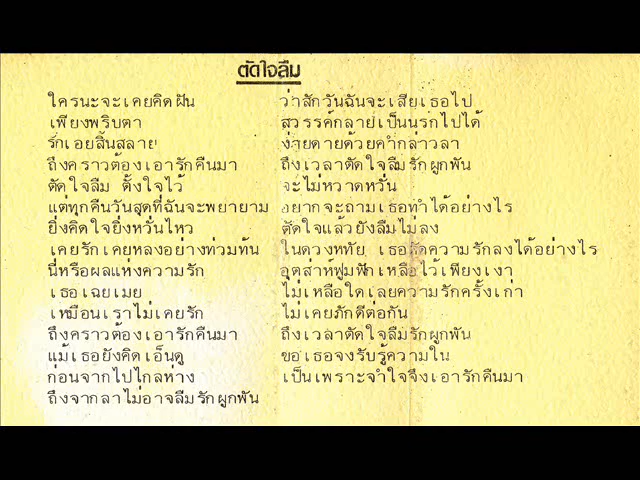 ตัดใจลืม
ใครนะจะเคยคิดฝัน ว่าสักวันฉันจะเสียเธอไป
เพียงพริบตา สวรรค์กลายเป็นนรกไปได้
รักเอยสิ้นสลาย ง่ายดายด้วยคำกล่าวลา
ถึงคราวต้องเอารักคืนมา ถึงเวลาตัดใจลืมรักผูกพัน
ตัดใจลืม ตั้งใจไว้ จะไม่หวาดหวั่น
แต่ทุกคืนวันสุดที่ฉันจะพยายาม อยากจะถามเธอทำได้อย่างไร
ยิ่งคิดใจยิ่งหวั่นไหว ตัดใจแล้วยังลืมไม่ลง
เคยรักเคยหลงอย่างท่วมท้น ในดวงหทัย เธอตัดความรักลงได้อย่างไร
นี่หรือผลแห่งความรัก อุตส่าห์ฟูมฟักเหลือไว้เพียงเงา
เธอเฉยเมย ไม่เหลือใดเลยความรักครั้งเก่า
เหมือนเราไม่เคยรัก ไม่เคยภักดีต่อกัน
ถึงคราวต้องเอารักคืนมา ถึงเวลาตัดใจลืมรักผูกพัน
แม้เธอยังคิดเอ็นดู ขอเธอจงรับรู้ความใน
ก่อนจากไปไกลห่าง เป็นเพราะจำใจจึงเอารักคืนมา
ถึงจากลาไม่อาจลืมรักผูกพัน